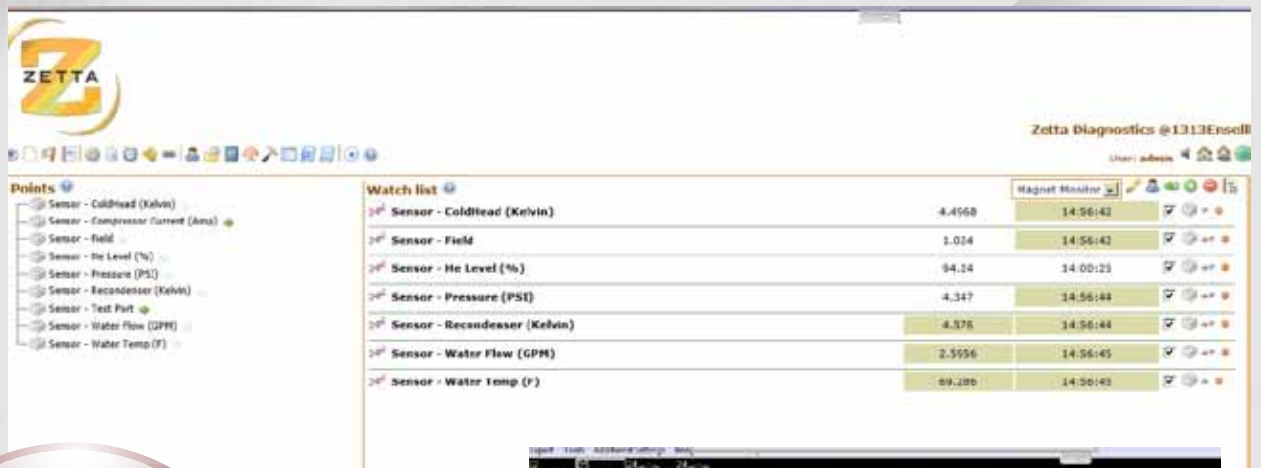 ZETTA
Zetta Diagnostics @1313Ensell
User: admin
Points
Sensor - ColdHead (Kelvin)
Sensor - Compressor Current (Amp)
Sensor - Field
Sensor - He Level (%)
Sensor - Pressure (PSI)
Sensor - Recondenser (Kelvin)
Sensor - Test Port
Sensor - Water Flow (GPM)
Sensor - Water Temp (F)
Watch list Magnet Monitor
Sensor - ColdHead (Kelvin) 4.4568 14:56:42
Sensor - Field 1.024 14:56:42
Sensor - He Level (%) 94.24 14:00:25
Sensor - Pressure (PSI) 4.347 14:56:44
Sensor - Recondenser (Kelvin) 4.376 14:56:44
Sensor - Water Flow (GPM) 2.5956 14:56:45
Sensor - Water Temp (F) 69.286 14:56:45